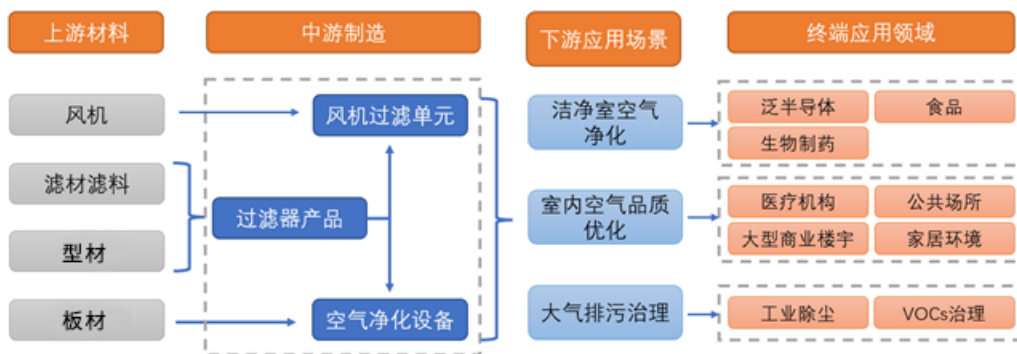 上游材料
中游制造
下游应用场景
终端应用领域
风机
滤材滤料
型材
板材
风机过滤单元
过滤器产品
空气净化设备
洁净室空气
净化
室内空气品质
优化
大气排污治理
泛半导体
食品
生物制药
医疗机构
公共场所
大型商业楼宇
家居环境
工业除尘
VOCs治理